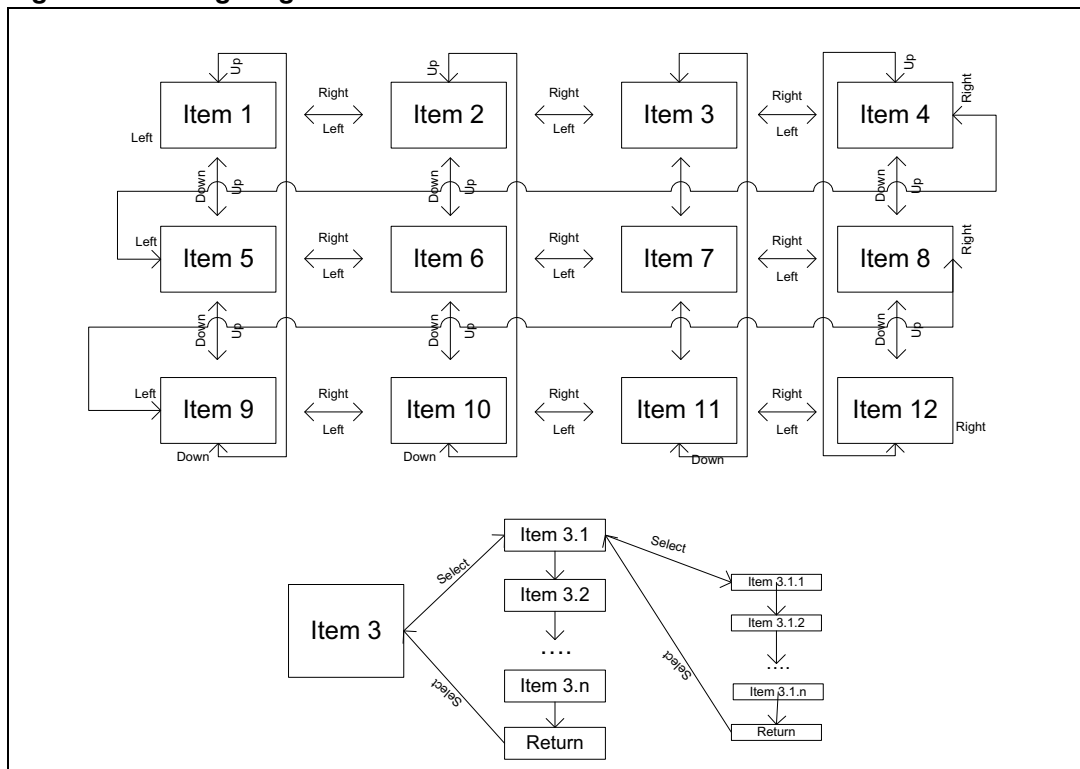 Up
Up
Up
Item 1
Right
Left
Item 2
Right
Left
Item 3
Right
Left
Item 4
Right
Left
Down
Up
Down
Up
Down
Up
Left
Item 5
Right
Left
Item 6
Right
Left
Item 7
Right
Left
Item 8
Right
Down
Up
Down
Up
Down
Up
Left
Item 9
Right
Left
Item 10
Right
Left
Item 11
Right
Left
Item 12
Right
Down
Down
Down
Item 3
Select
Select
Item 3.1
Item 3.2
....
Item 3.n
Return
Select
Select
Item 3.1.1
Item 3.1.2
....
Item 3.1.n
Return